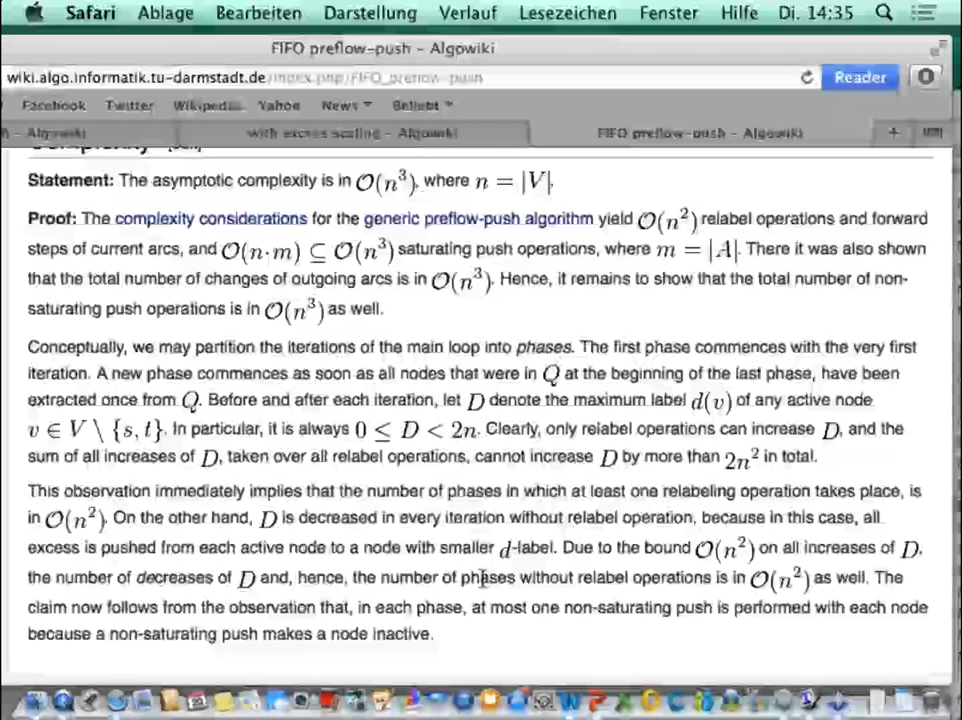 Safari Ablage Bearbeiten Darstellung Verlauf Lesezeichen Fenster Hilfe Di. 14:35
FIFO preflow-push – Algowiki
wiki.algo.informatik.tu-darmstadt.de/index.php/FIFO_preflow-push Reader
Facebook Twitter Wikipedia Yahoo News Beliebt
– Algowiki with excess scaling – Algowiki FIFO preflow-push – Algowiki +
Statement: The asymptotic complexity is in O(n³), where n = |V|.
Proof: The complexity considerations for the generic preflow-push algorithm yield O(n²) relabel operations and forward
steps of current arcs, and O(n·m) ⊆ O(n³) saturating push operations, where m = |A|. There it was also shown
that the total number of changes of outgoing arcs is in O(n³). Hence, it remains to show that the total number of non-
saturating push operations is in O(n³) as well.
Conceptually, we may partition the iterations of the main loop into phases. The first phase commences with the very first
iteration. A new phase commences as soon as all nodes that were in Q at the beginning of the last phase, have been
extracted once from Q. Before and after each iteration, let D denote the maximum label d(v) of any active node
v ∈ V \ {s, t}. In particular, it is always 0 ≤ D < 2n. Clearly, only relabel operations can increase D, and the
sum of all increases of D, taken over all relabel operations, cannot increase D by more than 2n² in total.
This observation immediately implies that the number of phases in which at least one relabeling operation takes place, is
in O(n²). On the other hand, D is decreased in every iteration without relabel operation, because in this case, all
excess is pushed from each active node to a node with smaller d-label. Due to the bound O(n²) on all increases of D,
the number of decreases of D and, hence, the number of phases without relabel operations is in O(n²) as well. The
claim now follows from the observation that, in each phase, at most one non-saturating push is performed with each node
because a non-saturating push makes a node inactive.